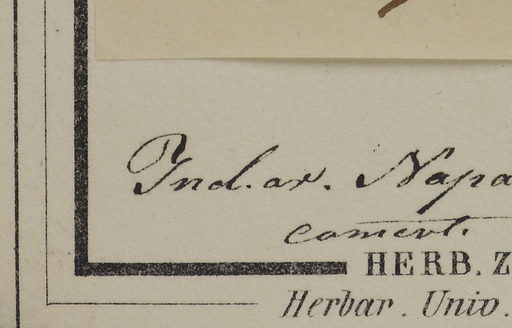 Ind. or. Napa
comert.
HERB. Z
Herbar. Univ.